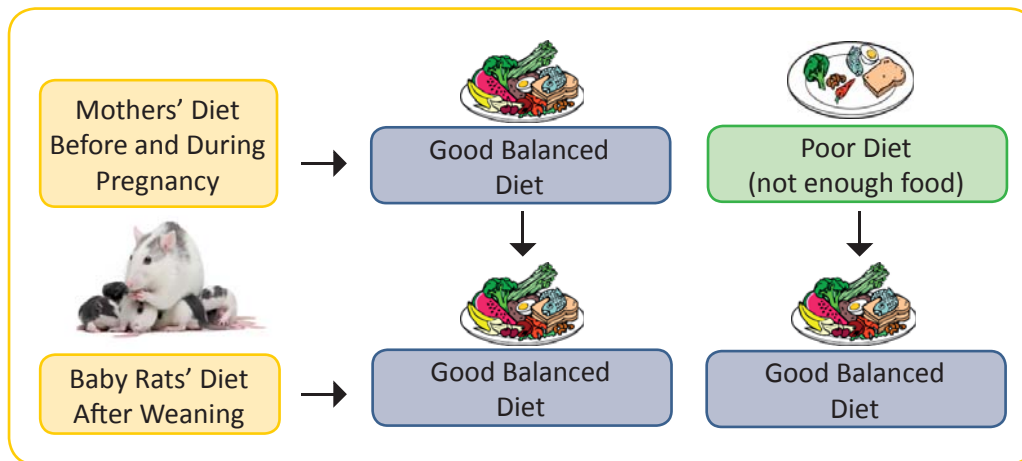 Mothers' Diet
Before and During
Pregnancy
Good Balanced
Diet
Poor Diet
(not enough food)
Baby Rats' Diet
After Weaning
Good Balanced
Diet
Good Balanced
Diet